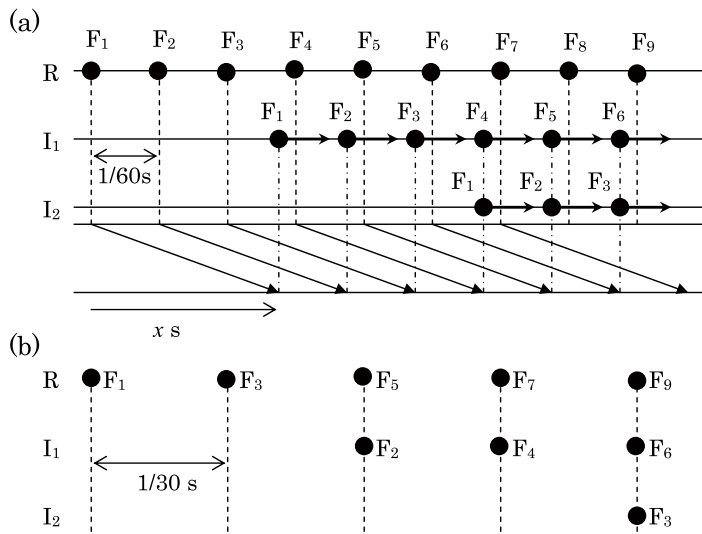 (a)
F₁ F₂ F₃ F₄ F₅ F₆ F₇ F₈ F₉
R
F₁ F₂ F₃ F₄ F₅ F₆
I₁
1/60s
F₁ F₂ F₃
I₂
x s
(b)
R F₁ F₃ F₅ F₇ F₉
I₁ F₂ F₄ F₆
1/30 s
I₂ F₃